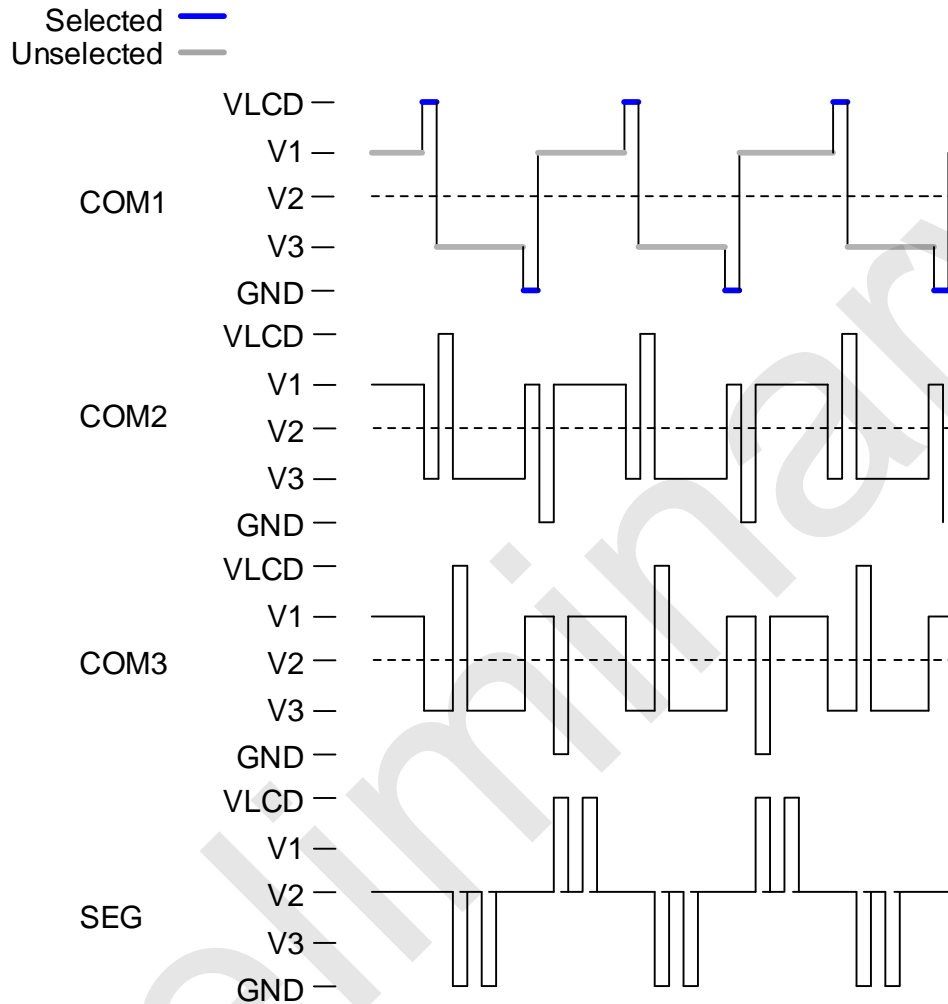 Selected
Unselected
VLCD
V1
COM1
V2
V3
GND
VLCD
V1
COM2
V2
V3
GND
VLCD
V1
COM3
V2
V3
GND
VLCD
V1
V2
SEG
V3
GND
eliminary